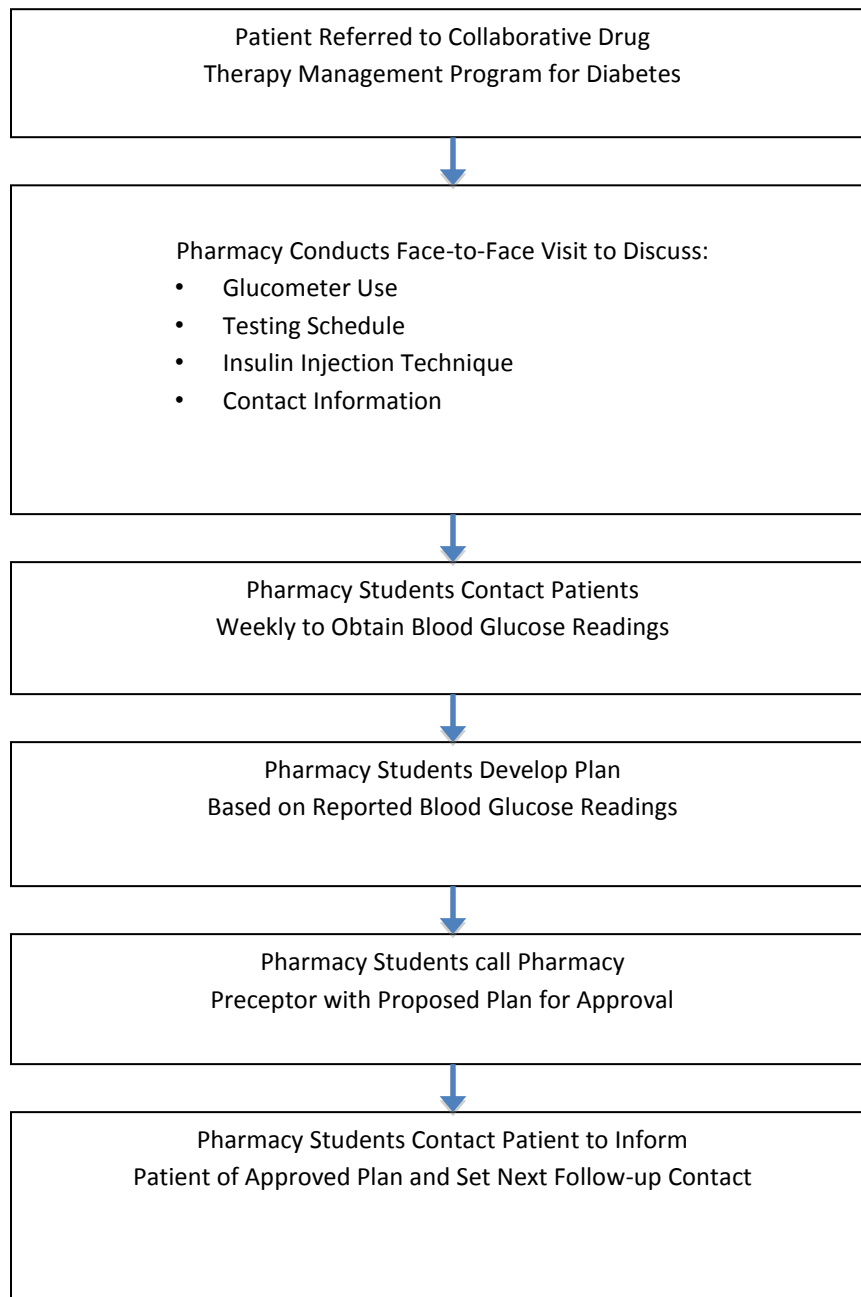 Patient Referred to Collaborative Drug
Therapy Management Program for Diabetes
Pharmacy Conducts Face-to-Face Visit to Discuss:
• Glucometer Use
• Testing Schedule
• Insulin Injection Technique
• Contact Information
Pharmacy Students Contact Patients
Weekly to Obtain Blood Glucose Readings
Pharmacy Students Develop Plan
Based on Reported Blood Glucose Readings
Pharmacy Students call Pharmacy
Preceptor with Proposed Plan for Approval
Pharmacy Students Contact Patient to Inform
Patient of Approved Plan and Set Next Follow-up Contact